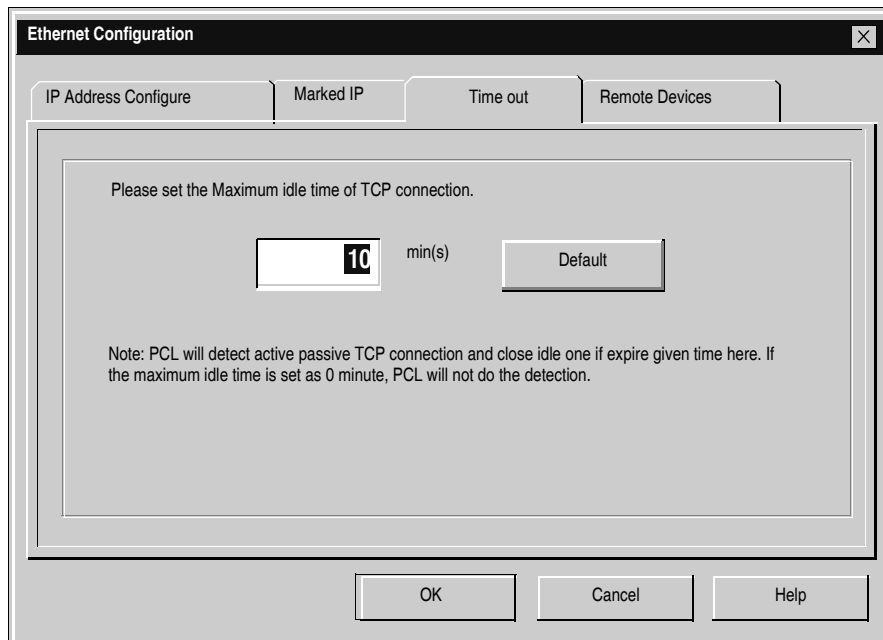 Ethernet Configuration
IP Address Configure
Marked IP
Time out
Remote Devices
Please set the Maximum idle time of TCP connection.
10
min(s)
Default
Note: PCL will detect active passive TCP connection and close idle one if expire given time here. If
the maximum idle time is set as 0 minute, PCL will not do the detection.
OK
Cancel
Help